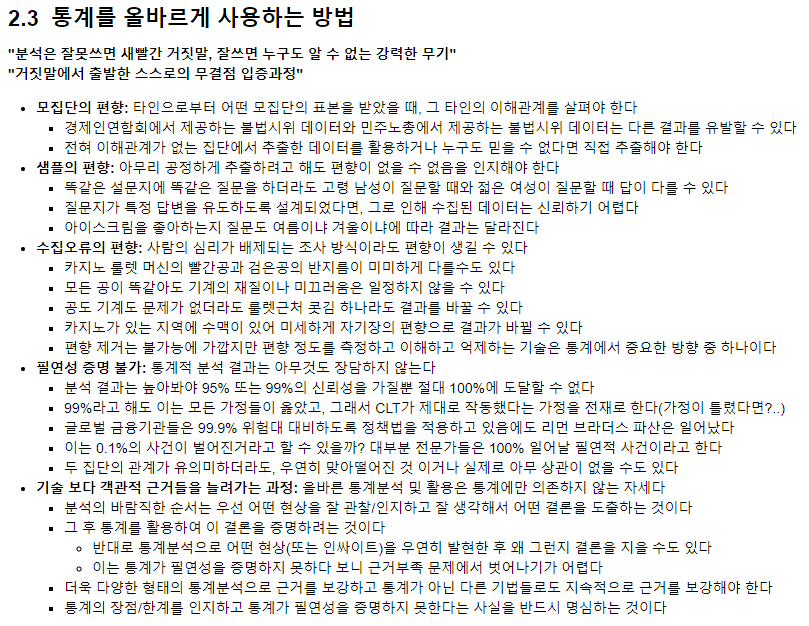 2.3 통계를 올바르게 사용하는 방법
"분석은 잘못쓰면 새빨간 거짓말, 잘쓰면 누구도 알 수 없는 강력한 무기"
"거짓말에서 출발한 스스로의 무결점 입증과정"
모집단의 편향: 타인으로부터 어떤 모집단의 표본을 받았을 때, 그 타인의 이해관계를 살펴야 한다
경제인연합회에서 제공하는 불법시위 데이터와 민주노총에서 제공하는 불법시위 데이터는 다른 결과를 유발할 수 있다
전혀 이해관계가 없는 집단에서 추출한 데이터를 활용하거나 누구도 믿을 수 없다면 직접 추출해야 한다
샘플의 편향: 아무리 공정하게 추출하려고 해도 편향이 없을 수 없음을 인지해야 한다
똑같은 설문지에 똑같은 질문을 하더라도 고령 남성이 질문할 때와 젊은 여성이 질문할 때 답이 다를 수 있다
질문지가 특정 답변을 유도하도록 설계되었다면, 그로 인해 수집된 데이터는 신뢰하기 어렵다
아이스크림을 좋아하는지 질문도 여름이냐 겨울이냐에 따라 결과는 달라진다
수집오류의 편향: 사람의 심리가 배제되는 조사 방식이라도 편향이 생길 수 있다
카지노 룰렛 머신의 빨간공과 검은공의 반지름이 미미하게 다를수도 있다
모든 공이 똑같아도 기계의 재질이나 미끄러움은 일정하지 않을 수 있다
공도 기계도 문제가 없더라도 룰렛근처 콧김 하나라도 결과를 바꿀 수 있다
카지노가 있는 지역에 수맥이 있어 미세하게 자기장의 편향으로 결과가 바뀔 수 있다
편향 제거는 불가능에 가깝지만 편향 정도를 측정하고 이해하고 억제하는 기술은 통계에서 중요한 방향 중 하나이다
필연성 증명 불가: 통계적 분석 결과는 아무것도 장담하지 않는다
분석 결과는 높아봐야 95% 또는 99%의 신뢰성을 가질뿐 절대 100%에 도달할 수 없다
99%라고 해도 이는 모든 가정들이 옳았고, 그래서 CLT가 제대로 작동했다는 가정을 전재로 한다(가정이 틀렸다면?..)
글로벌 금융기관들은 99.9% 위험대 대비하도록 정책법을 적용하고 있음에도 리먼 브라더스 파산은 일어났다
이는 0.1%의 사건이 벌어진거라고 할 수 있을까? 대부분 전문가들은 100% 일어날 필연적 사건이라고 한다
두 집단의 관계가 유의미하더라도, 우연히 맞아떨어진 것 이거나 실제로 아무 상관이 없을 수도 있다
기술 보다 객관적 근거들을 늘려가는 과정: 올바른 통계분석 및 활용은 통계에만 의존하지 않는 자세다
분석의 바람직한 순서는 우선 어떤 현상을 잘 관찰/인지하고 잘 생각해서 어떤 결론을 도출하는 것이다
그 후 통계를 활용하여 이 결론을 증명하려는 것이다
반대로 통계분석으로 어떤 현상(또는 인싸이트)을 우연히 발현한 후 왜 그런지 결론을 지을 수도 있다
이는 통계가 필연성을 증명하지 못하다 보니 근거부족 문제에서 벗어나기가 어렵다
더욱 다양한 형태의 통계분석으로 근거를 보강하고 통계가 아닌 다른 기법들로도 지속적으로 근거를 보강해야 한다
통계의 장점/한계를 인지하고 통계가 필연성을 증명하지 못한다는 사실을 반드시 명심하는 것이다